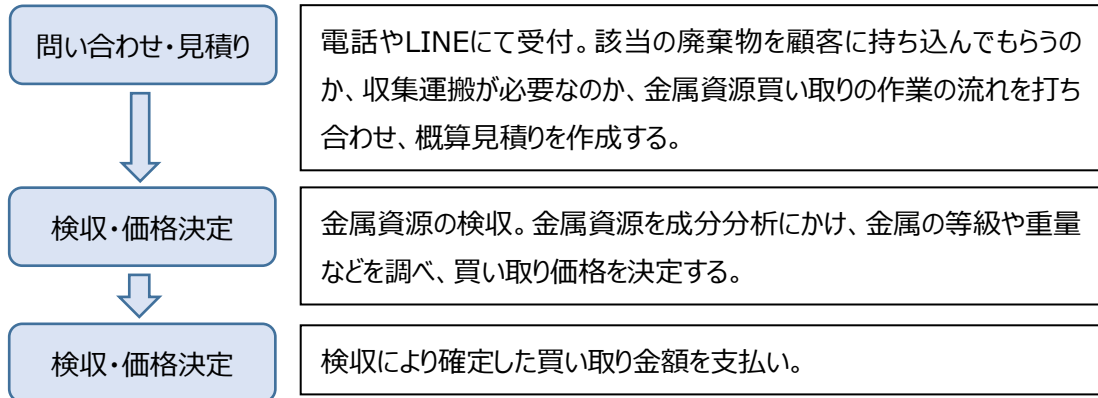 問い合わせ・見積り
電話やLINEにて受付。該当の廃棄物を顧客に持ち込んでもらうの
か、収集運搬が必要なのか、金属資源買い取りの作業の流れを打ち
合わせ、概算見積りを作成する。
検収・価格決定
金属資源の検収。金属資源を成分分析にかけ、金属の等級や重量
などを調べ、買い取り価格を決定する。
検収・価格決定
検収により確定した買い取り金額を支払い。